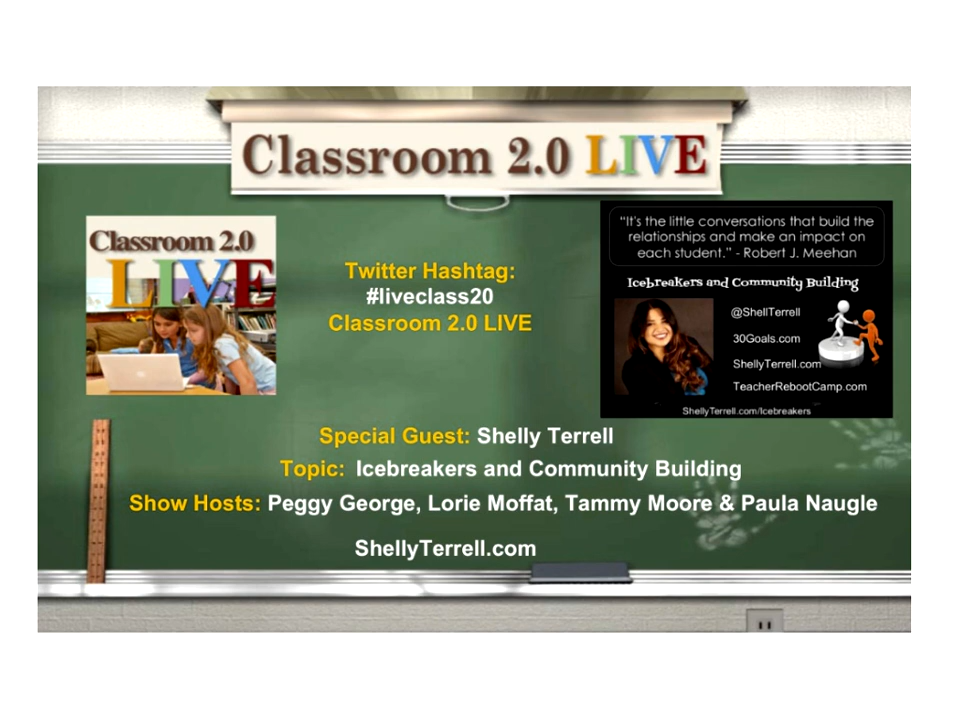 Classroom 2.0 LIVE
Classroom 2.0
LIVE
Twitter Hashtag:
#liveclass20
Classroom 2.0 LIVE
“It's the little conversations that build the
relationships and make an impact on
each student.” - Robert J. Meehan
Icebreakers and Community Building
@ShellTerrell
30Goals.com
ShellyTerrell.com
TeacherRebootCamp.com
ShellyTerrell.com/Icebreakers
Special Guest: Shelly Terrell
Topic: Icebreakers and Community Building
Show Hosts: Peggy George, Lorie Moffat, Tammy Moore & Paula Naugle
ShellyTerrell.com